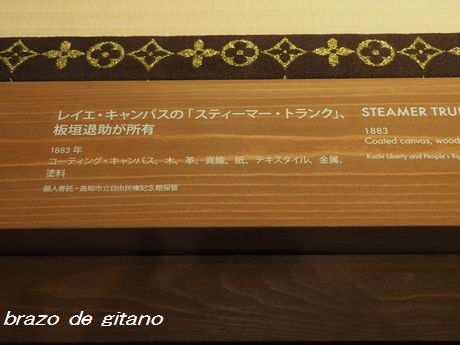 レイエ・キャンバスの「スティーマー・トランク」、
板垣退助が所有
1883 年
コーティング・キャンバス、木、革、真鍮、紙、テキスタイル、金属、
塗料
個人寄託－高知市立自由民権記念館保管
STEAMER TRU
1883
Coated canvas, wood
Kochi Liberty and People's Rig
brazo de gitano